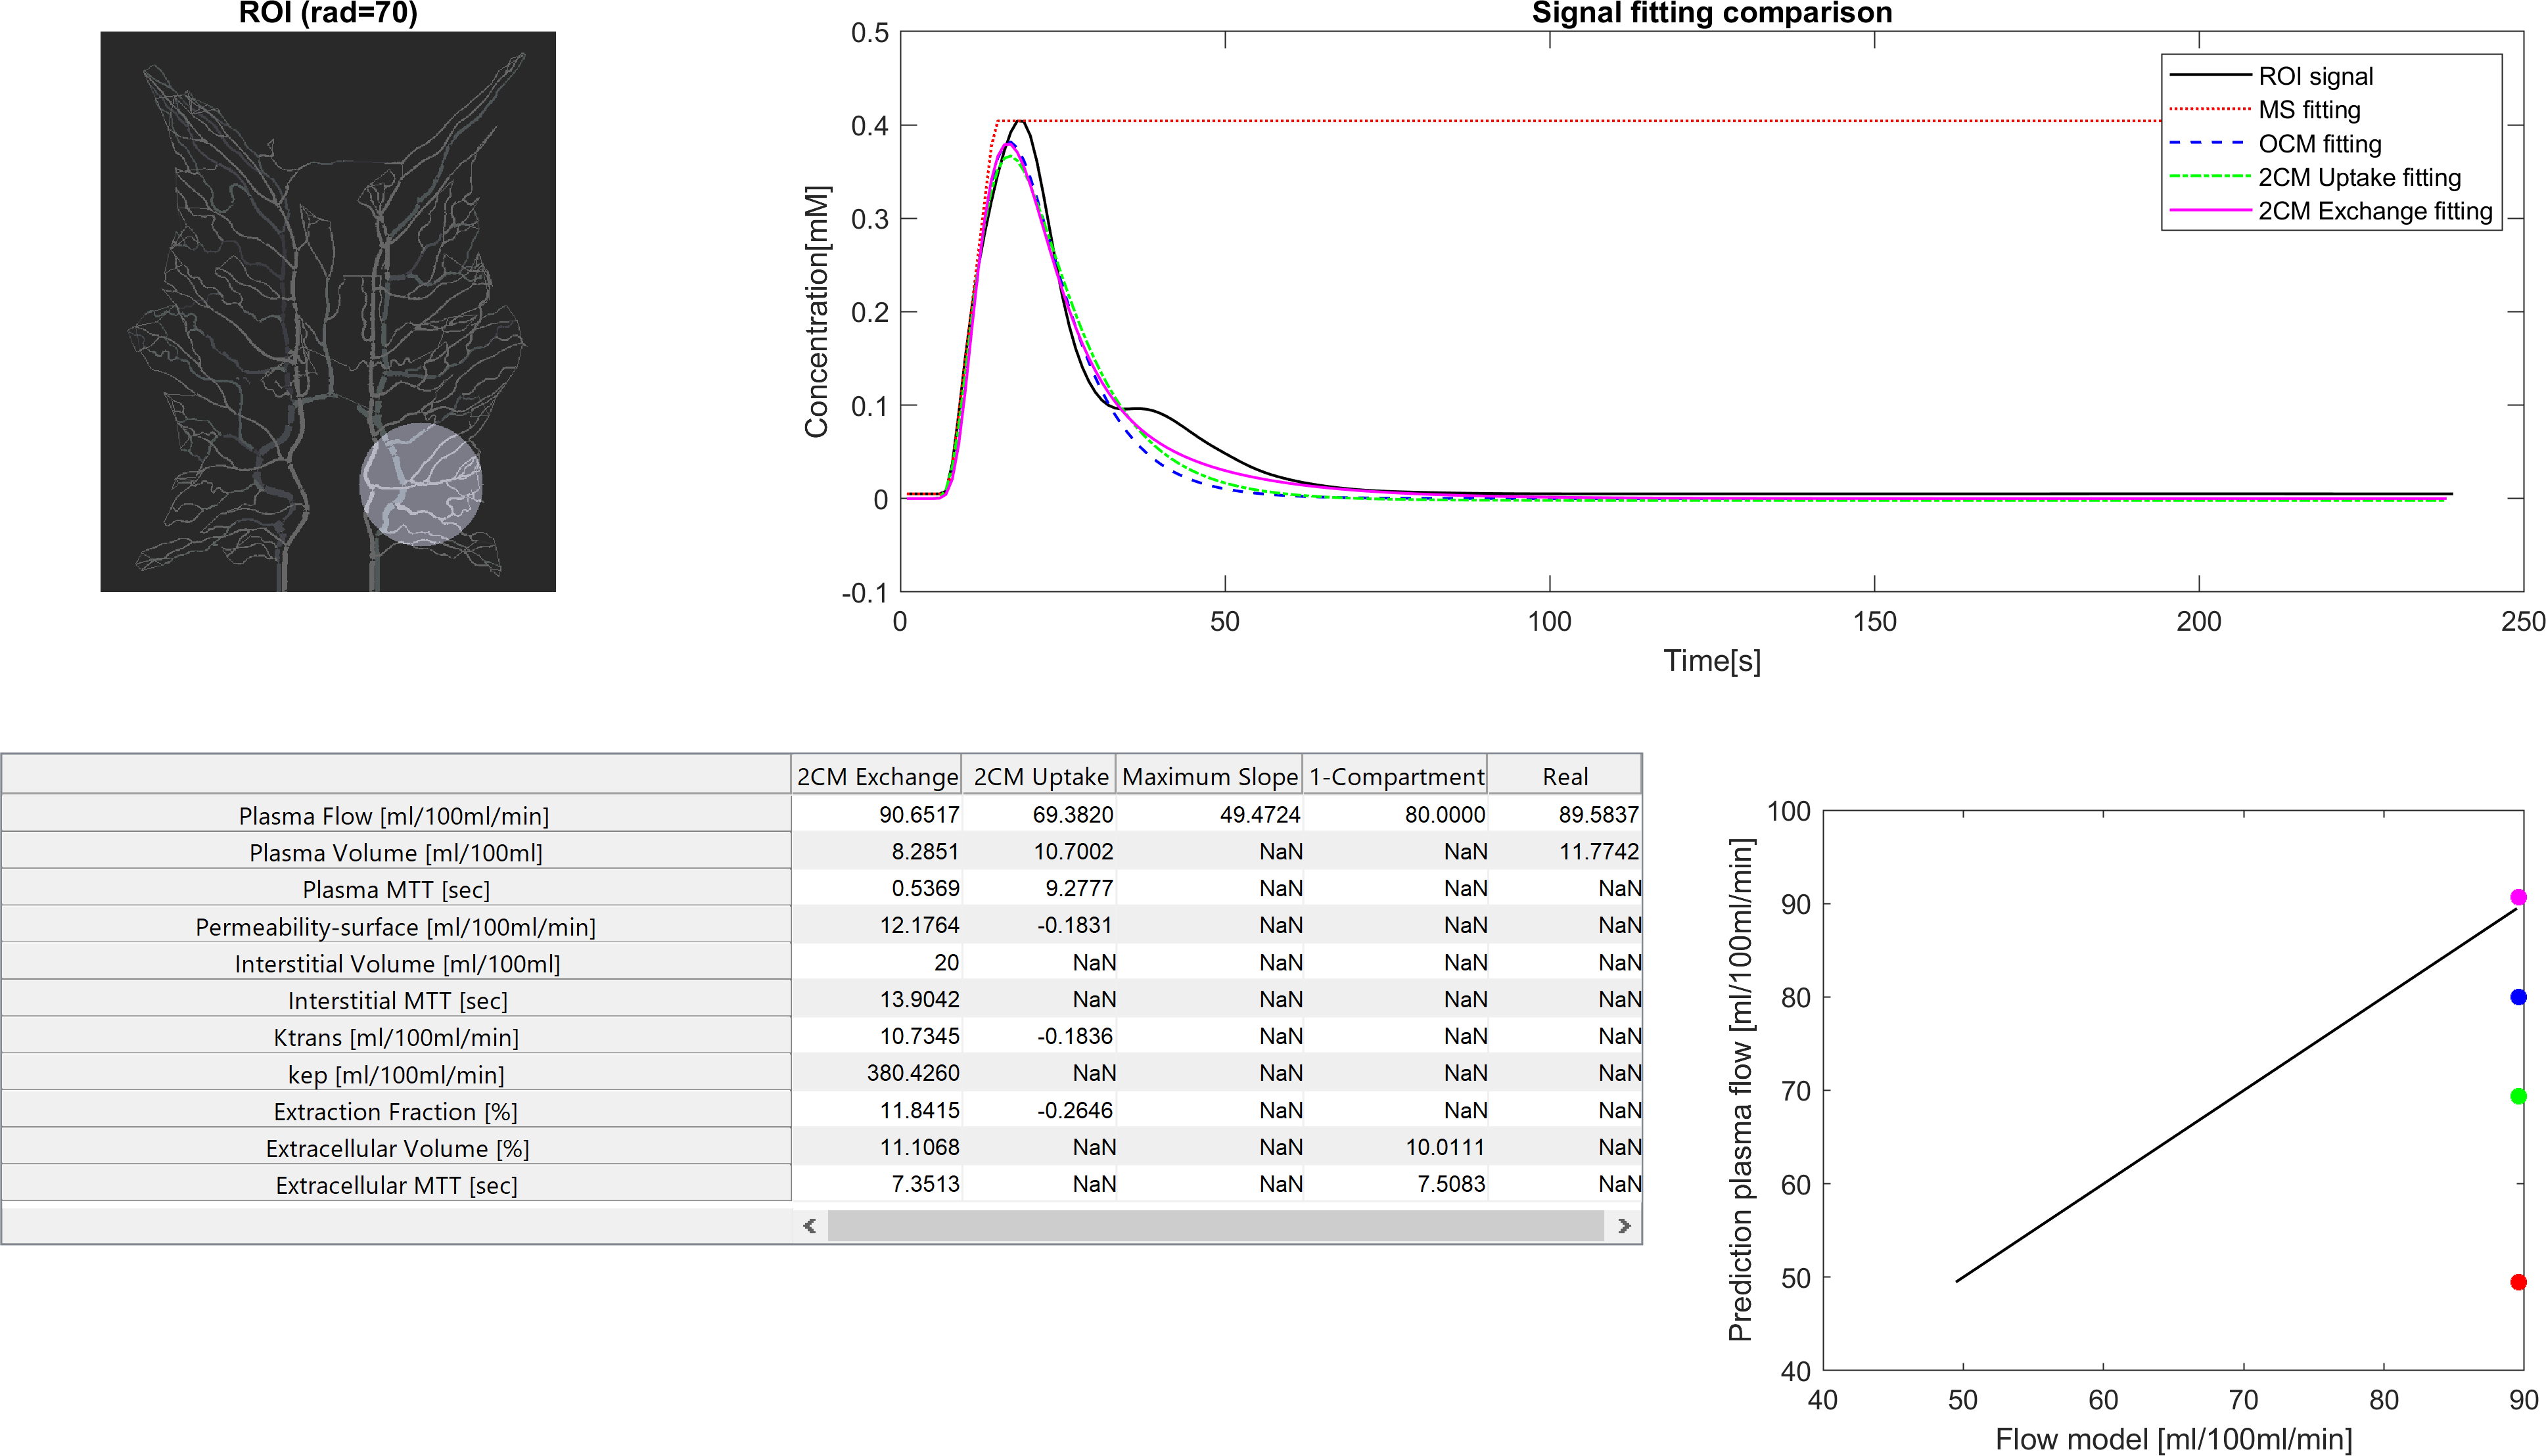 ROI (rad=70)
Signal fitting comparison
0.5
0.4
0.3
0.2
0.1
0
-0.1
Concentration[mM]
0 50 100 150 200 250
Time[s]
ROI signal
MS fitting
OCM fitting
2CM Uptake fitting
2CM Exchange fitting
2CM Exchange 2CM Uptake Maximum Slope 1-Compartment Real
Plasma Flow [ml/100ml/min] 90.6517 69.3820 49.4724 80.0000 89.5837
Plasma Volume [ml/100ml] 8.2851 10.7002 NaN NaN 11.7742
Plasma MTT [sec] 0.5369 9.2777 NaN NaN NaN
Permeability-surface [ml/100ml/min] 12.1764 -0.1831 NaN NaN NaN
Interstitial Volume [ml/100ml] 20 NaN NaN NaN NaN
Interstitial MTT [sec] 13.9042 NaN NaN NaN NaN
Ktrans [ml/100ml/min] 10.7345 -0.1836 NaN NaN NaN
kep [ml/100ml/min] 380.4260 NaN NaN NaN NaN
Extraction Fraction [%] 11.8415 -0.2646 NaN NaN NaN
Extracellular Volume [%] 11.1068 NaN NaN 10.0111 NaN
Extracellular MTT [sec] 7.3513 NaN NaN 7.5083 NaN
100
90
80
70
60
50
40
Prediction plasma flow [ml/100ml/min]
40 50 60 70 80 90
Flow model [ml/100ml/min]